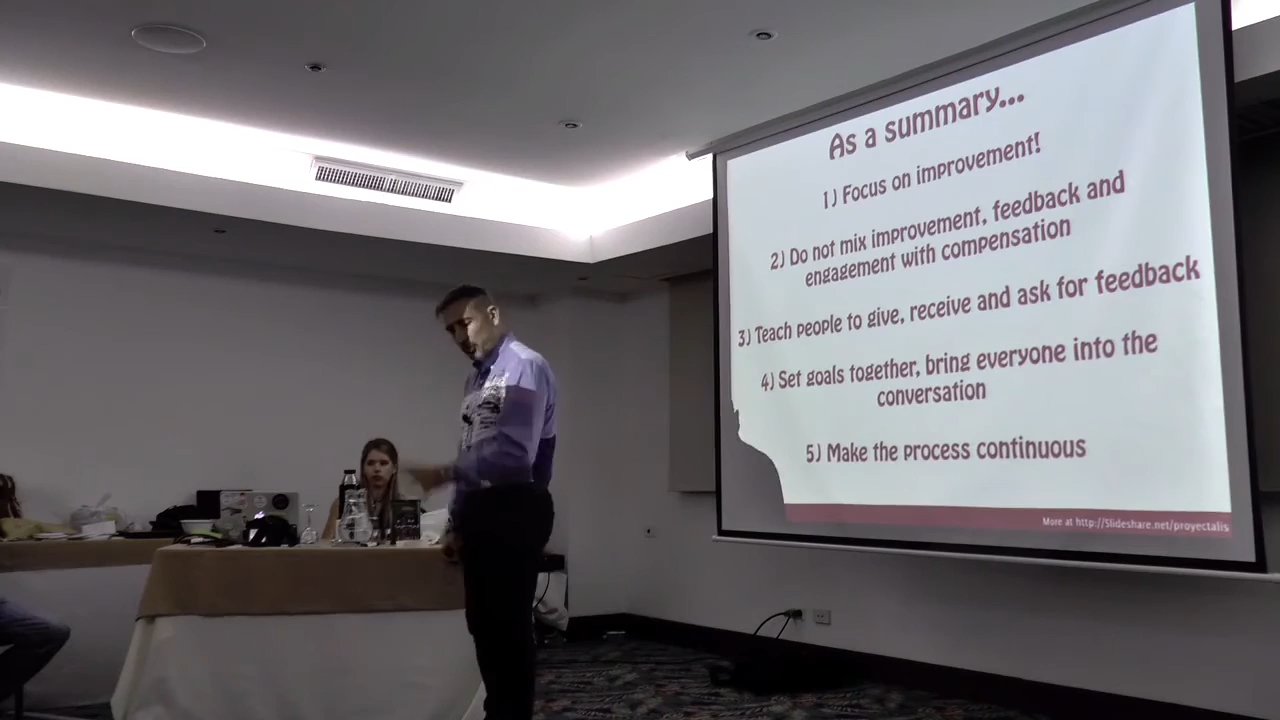 As a summary...
1) Focus on improvement!
2) Do not mix improvement, feedback and
engagement with compensation
3) Teach people to give, receive and ask for feedback
4) Set goals together, bring everyone into the
conversation
5) Make the process continuous
More at http://Slideshare.net/proyectalis